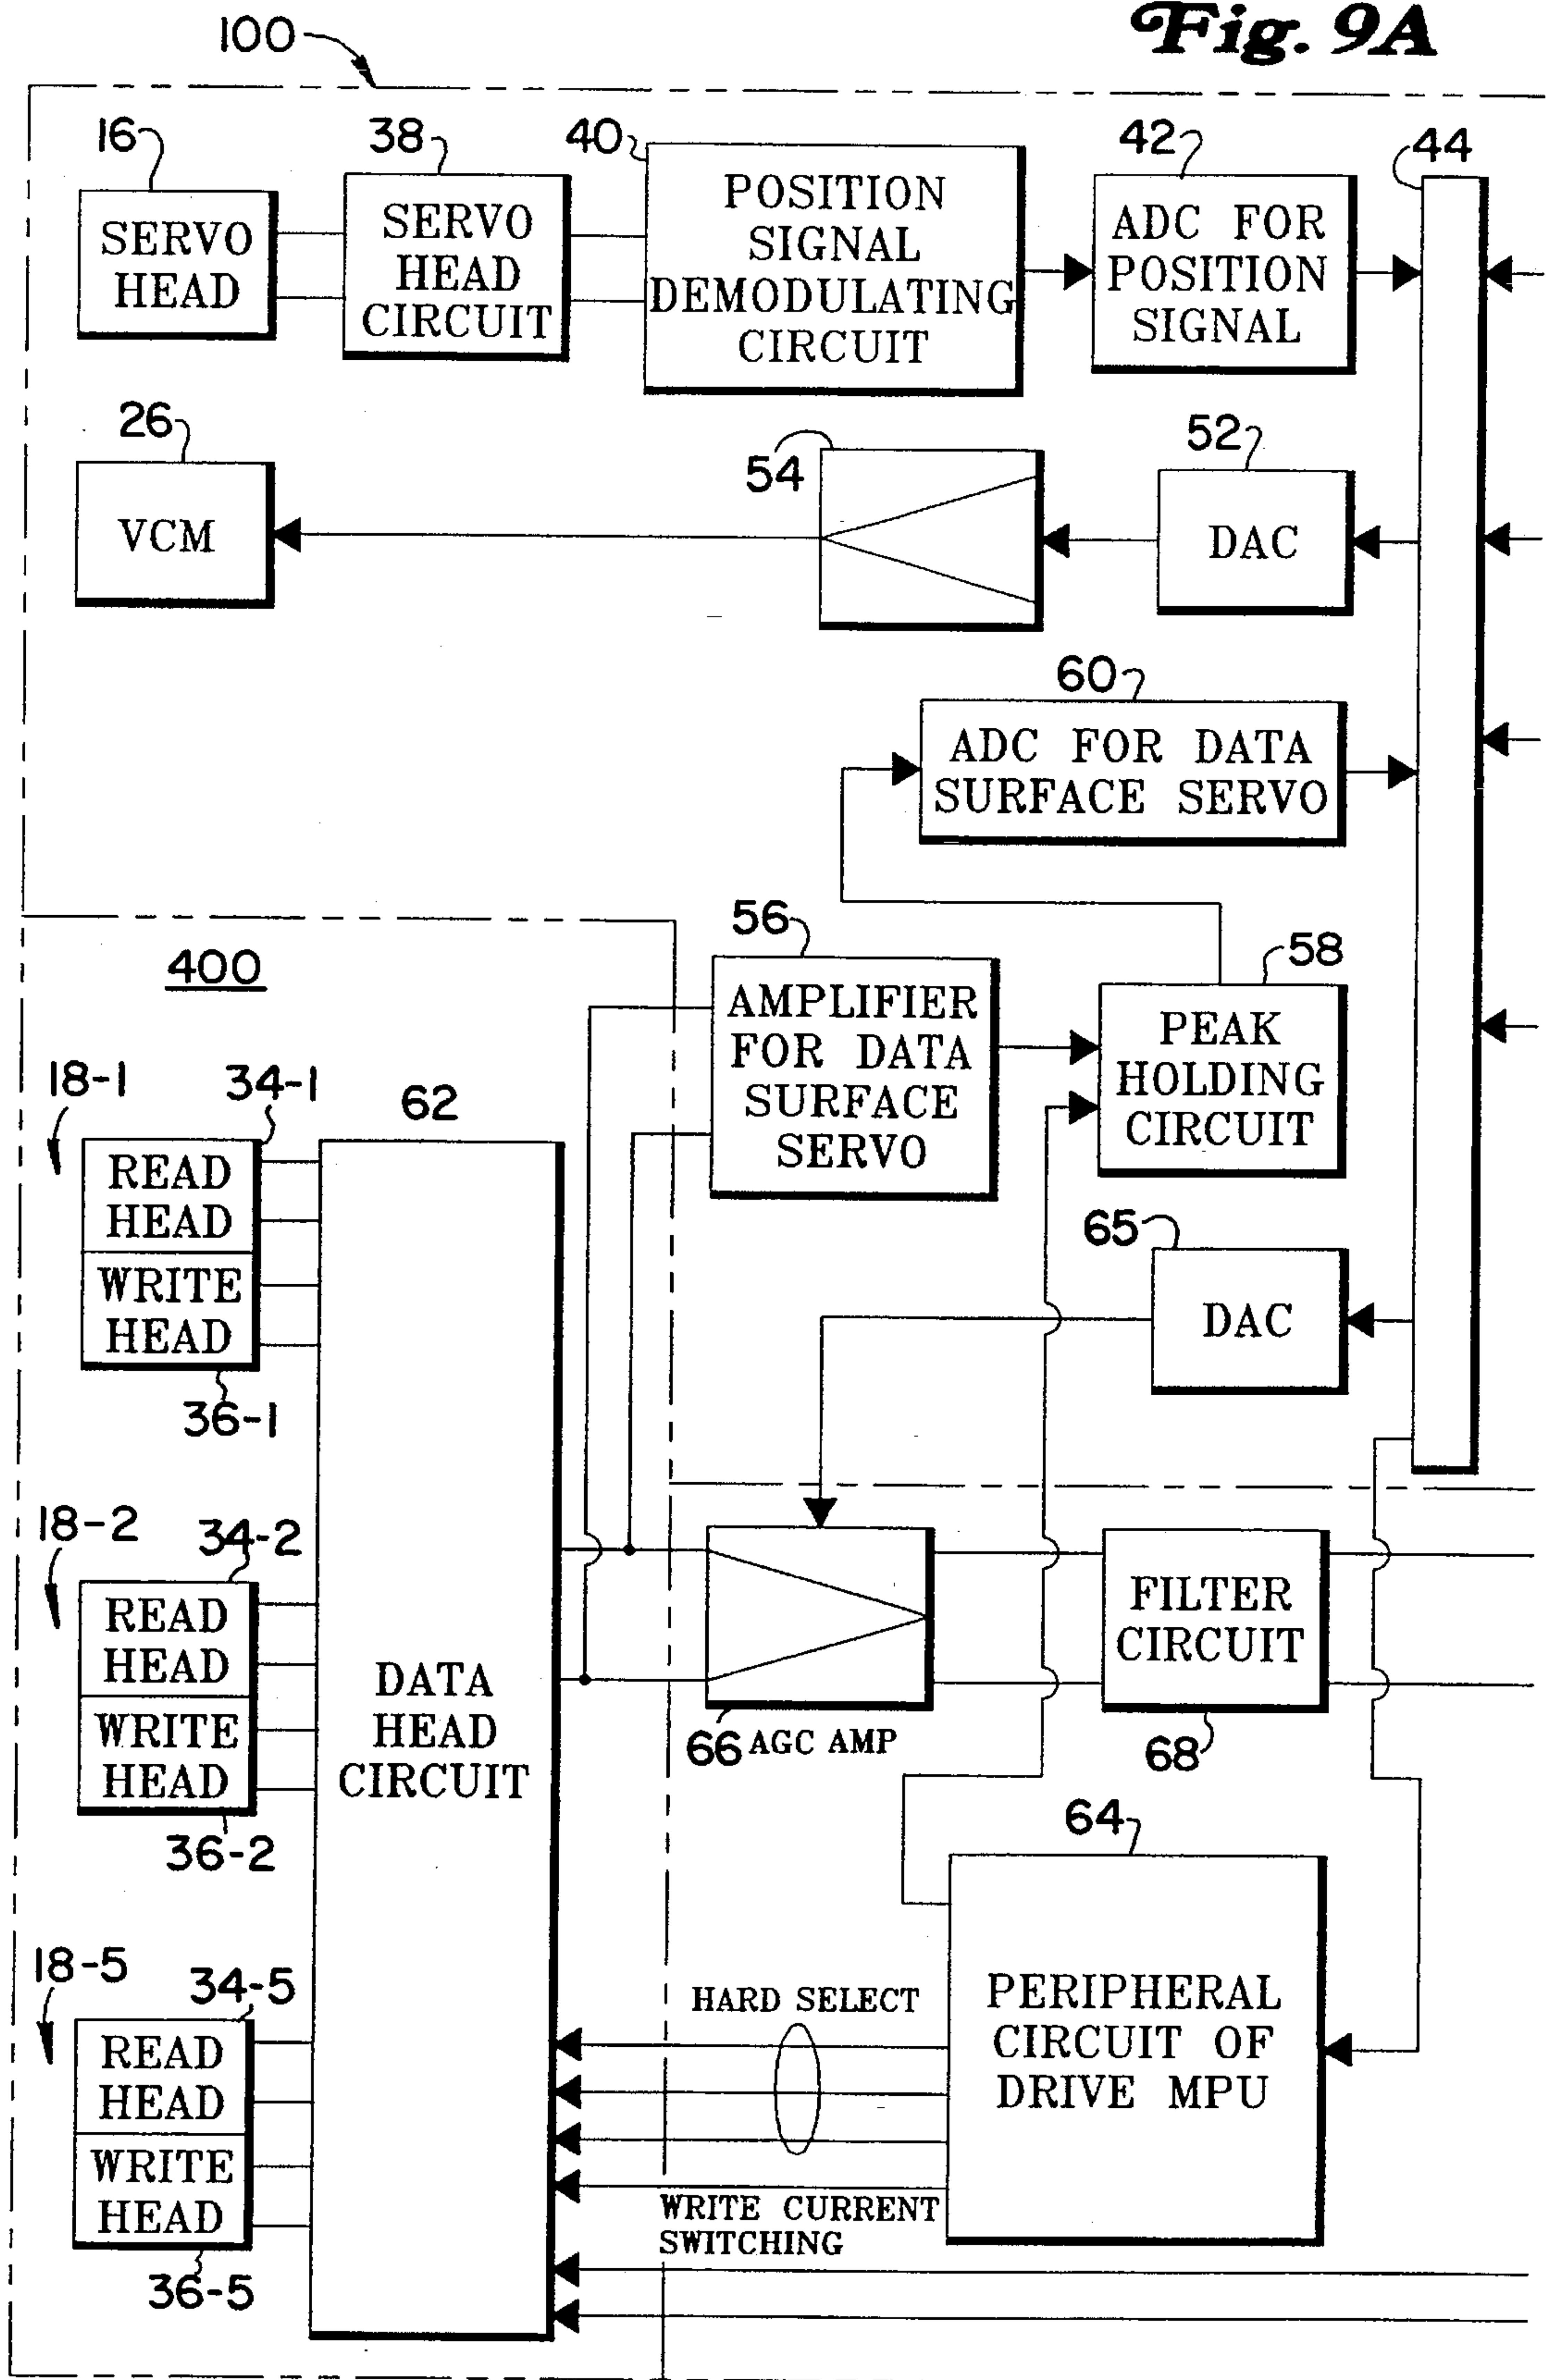 Fig. 9A
100
16
38
40
42
44
SERVO
HEAD
SERVO
HEAD
CIRCUIT
POSITION
SIGNAL
DEMODULATING
CIRCUIT
ADC FOR
POSITION
SIGNAL
26
54
52
VCM
DAC
60
ADC FOR DATA
SURFACE SERVO
400
56
58
AMPLIFIER
FOR DATA
SURFACE
SERVO
PEAK
HOLDING
CIRCUIT
18-1
34-1
62
READ
HEAD
WRITE
HEAD
36-1
65
DAC
18-2
34-2
READ
HEAD
WRITE
HEAD
36-2
DATA
HEAD
CIRCUIT
66 AGC AMP
FILTER
CIRCUIT
68
64
18-5
34-5
READ
HEAD
WRITE
HEAD
36-5
HARD SELECT
PERIPHERAL
CIRCUIT OF
DRIVE MPU
WRITE CURRENT
SWITCHING